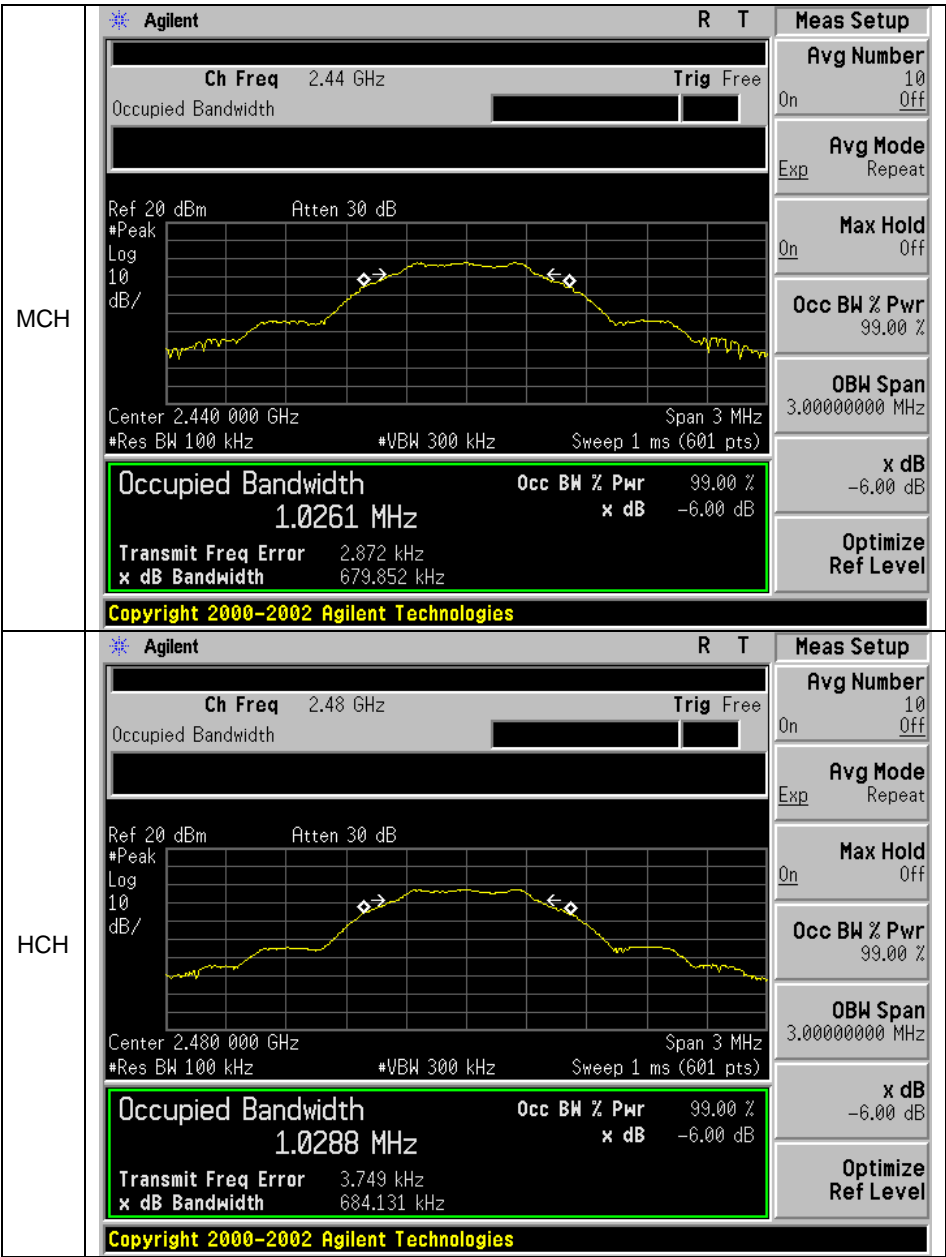 MCH
Agilent R T
Ch Freq 2.44 GHz Trig Free
Occupied Bandwidth
Ref 20 dBm Atten 30 dB
#Peak
Log
10
dB/
Center 2.440 000 GHz Span 3 MHz
#Res BW 100 kHz #VBW 300 kHz Sweep 1 ms (601 pts)
Occupied Bandwidth Occ BW % Pwr 99.00 %
1.0261 MHz x dB -6.00 dB
Transmit Freq Error 2.872 kHz
x dB Bandwidth 679.852 kHz
Copyright 2000-2002 Agilent Technologies
Meas Setup
Avg Number
10
On Off
Avg Mode
Exp Repeat
Max Hold
On Off
Occ BW % Pwr
99.00 %
OBW Span
3.00000000 MHz
x dB
-6.00 dB
Optimize
Ref Level
HCH
Agilent R T
Ch Freq 2.48 GHz Trig Free
Occupied Bandwidth
Ref 20 dBm Atten 30 dB
#Peak
Log
10
dB/
Center 2.480 000 GHz Span 3 MHz
#Res BW 100 kHz #VBW 300 kHz Sweep 1 ms (601 pts)
Occupied Bandwidth Occ BW % Pwr 99.00 %
1.0288 MHz x dB -6.00 dB
Transmit Freq Error 3.749 kHz
x dB Bandwidth 684.131 kHz
Copyright 2000-2002 Agilent Technologies
Meas Setup
Avg Number
10
On Off
Avg Mode
Exp Repeat
Max Hold
On Off
Occ BW % Pwr
99.00 %
OBW Span
3.00000000 MHz
x dB
-6.00 dB
Optimize
Ref Level